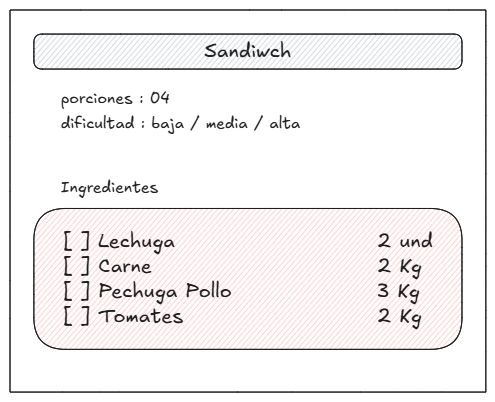 Sandiwch
porciones : 04
dificultad : baja / media / alta
Ingredientes
[ ] Lechuga 2 und
[ ] Carne 2 Kg
[ ] Pechuga Pollo 3 Kg
[ ] Tomates 2 Kg